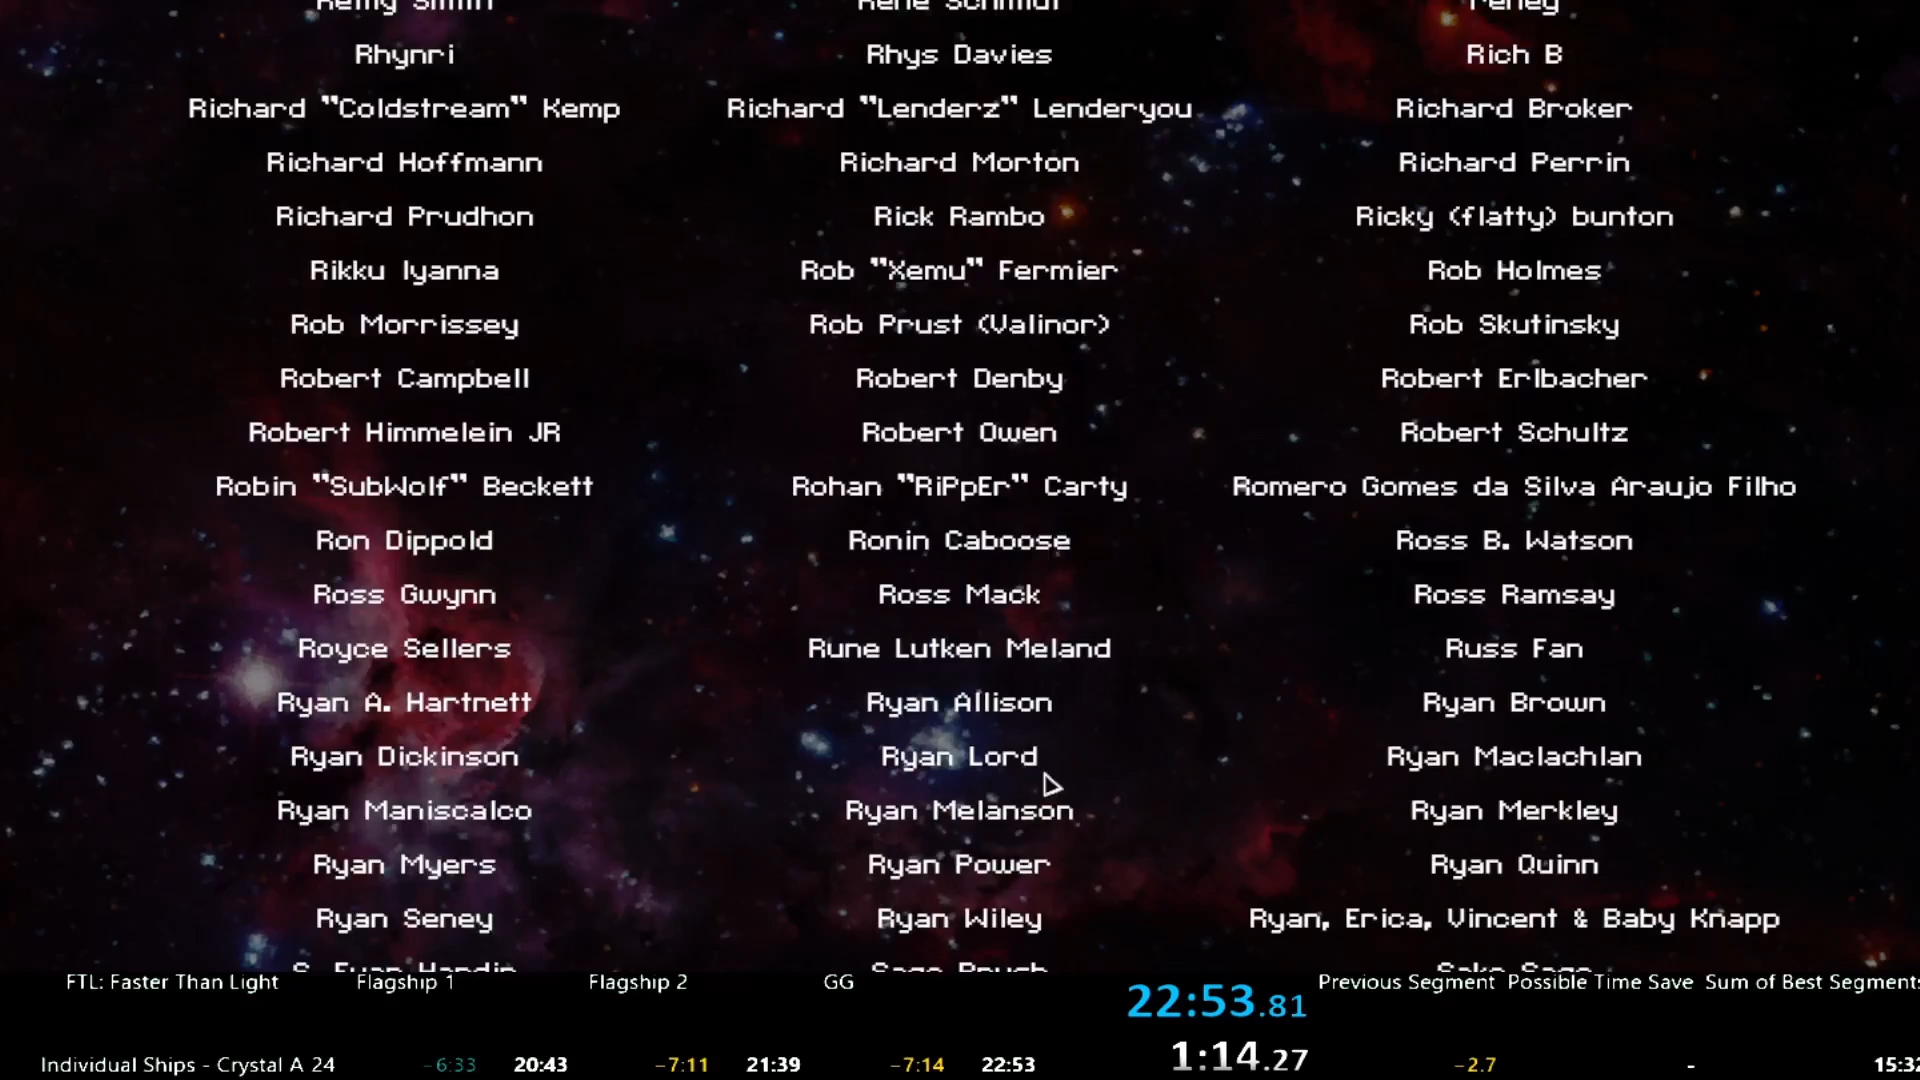 Remy Smith Rene Schmidt
Rhynri Rhys Davies Rich B
Richard "Coldstream" Kemp Richard "Lenderz" Lenderyou Richard Broker
Richard Hoffmann Richard Morton Richard Perrin
Richard Prudhon Rick Rambo Ricky (flatty) bunton
Rikku Iyanna Rob "Xemu" Fermier Rob Holmes
Rob Morrissey Rob Prust (Valinor) Rob Skutinsky
Robert Campbell Robert Denby Robert Erlbacher
Robert Himmelein JR Robert Owen Robert Schultz
Robin "SubWolf" Beckett Rohan "RiPpEr" Carty Romero Gomes da Silva Araujo Filho
Ron Dippold Ronin Caboose Ross B. Watson
Ross Gwynn Ross Mack Ross Ramsay
Royce Sellers Rune Lutken Meland Russ Fan
Ryan A. Hartnett Ryan Allison Ryan Brown
Ryan Dickinson Ryan Lord Ryan Maclachlan
Ryan Maniscalco Ryan Melanson Ryan Merkley
Ryan Myers Ryan Power Ryan Quinn
Ryan Seney Ryan Wiley Ryan, Erica, Vincent & Baby Knapp
FTL: Faster Than Light Flagship 1 Flagship 2 GG 22:53.81 Previous Segment Possible Time Save Sum of Best Segments
Individual Ships - Crystal A 24 -6:33 20:43 -7:11 21:39 -7:14 22:53 1:14.27 -2.7 - 15:32